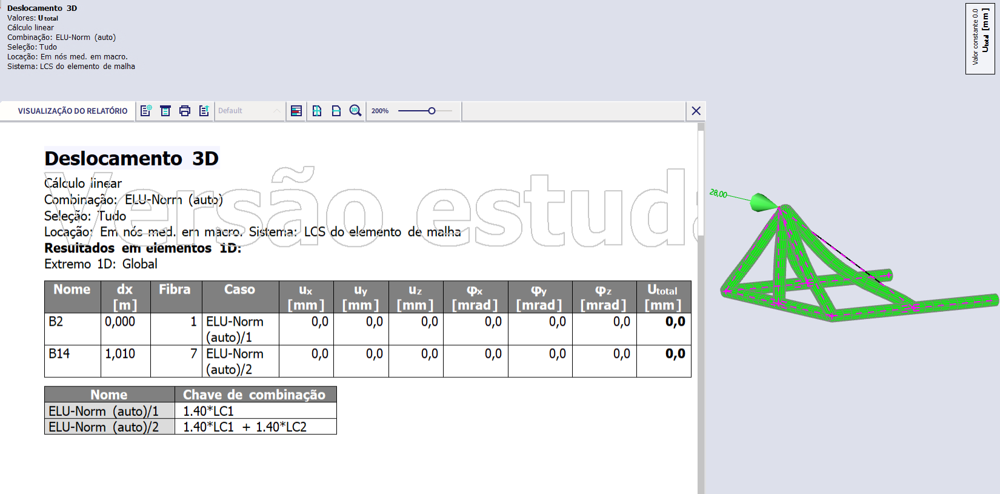 Deslocamento 3D
Valores: Utotal
Cálculo linear
Combinação: ELU-Norm (auto)
Seleção: Tudo
Locação: Em nós med. em macro.
Sistema: LCS do elemento de malha
Valor constante 0.0
Utotal [mm]
VISUALIZAÇÃO DO RELATÓRIO
Default
100
200%
Deslocamento 3D
Versão estuda
Cálculo linear
Combinação: ELU-Norm (auto)
Seleção: Tudo
Locação: Em nós med. em macro. Sistema: LCS do elemento de malha
Resultados em elementos 1D:
Extremo 1D: Global
Nome dx [m] Fibra Caso ux [mm] uy [mm] uz [mm] φx [mrad] φy [mrad] φz [mrad] Utotal [mm]
B2 0,000 1 ELU-Norm (auto)/1 0,0 0,0 0,0 0,0 0,0 0,0 0,0
B14 1,010 7 ELU-Norm (auto)/2 0,0 0,0 0,0 0,0 0,0 0,0 0,0
Nome Chave de combinação
ELU-Norm (auto)/1 1.40*LC1
ELU-Norm (auto)/2 1.40*LC1 + 1.40*LC2
28,00